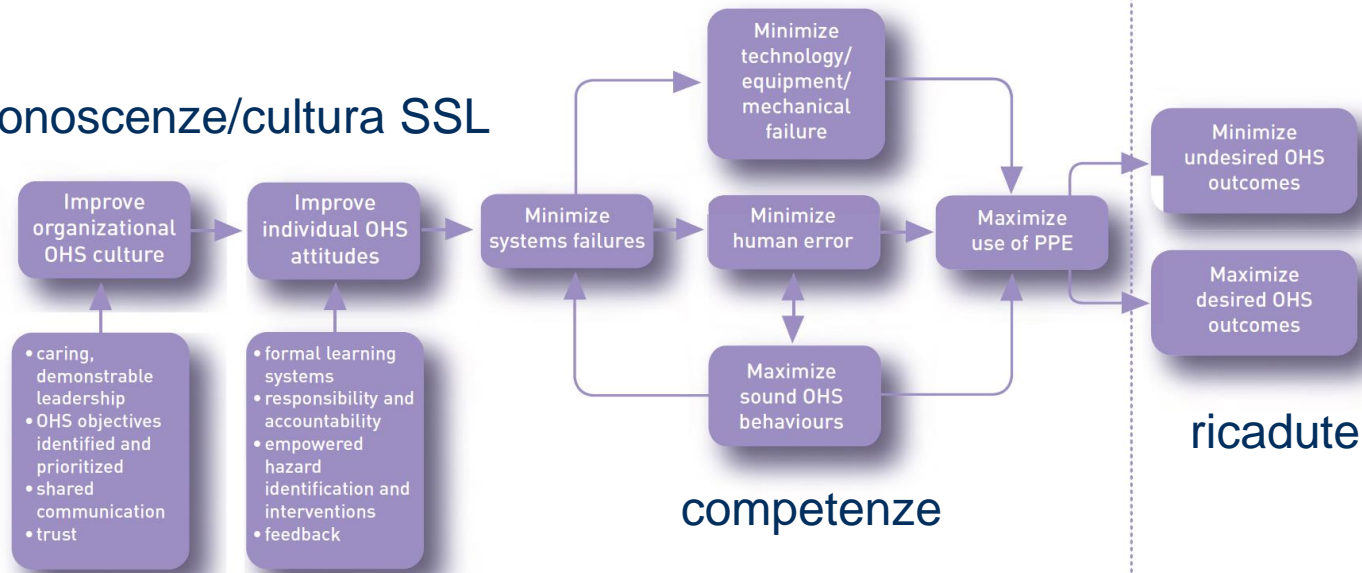 onoscenze/cultura SSL
Improve
organizational
OHS culture
Improve
individual OHS
attitudes
Minimize
systems failures
Minimize
technology/
equipment/
mechanical
failure
Minimize
human error
Maximize
use of PPE
Minimize
undesired OHS
outcomes
Maximize
desired OHS
outcomes
• caring,
demonstrable
leadership
• OHS objectives
identified and
prioritized
• shared
communication
• trust
• formal learning
systems
• responsibility and
accountability
• empowered
hazard
identification and
interventions
• feedback
Maximize
sound OHS
behaviours
competenze
ricadute